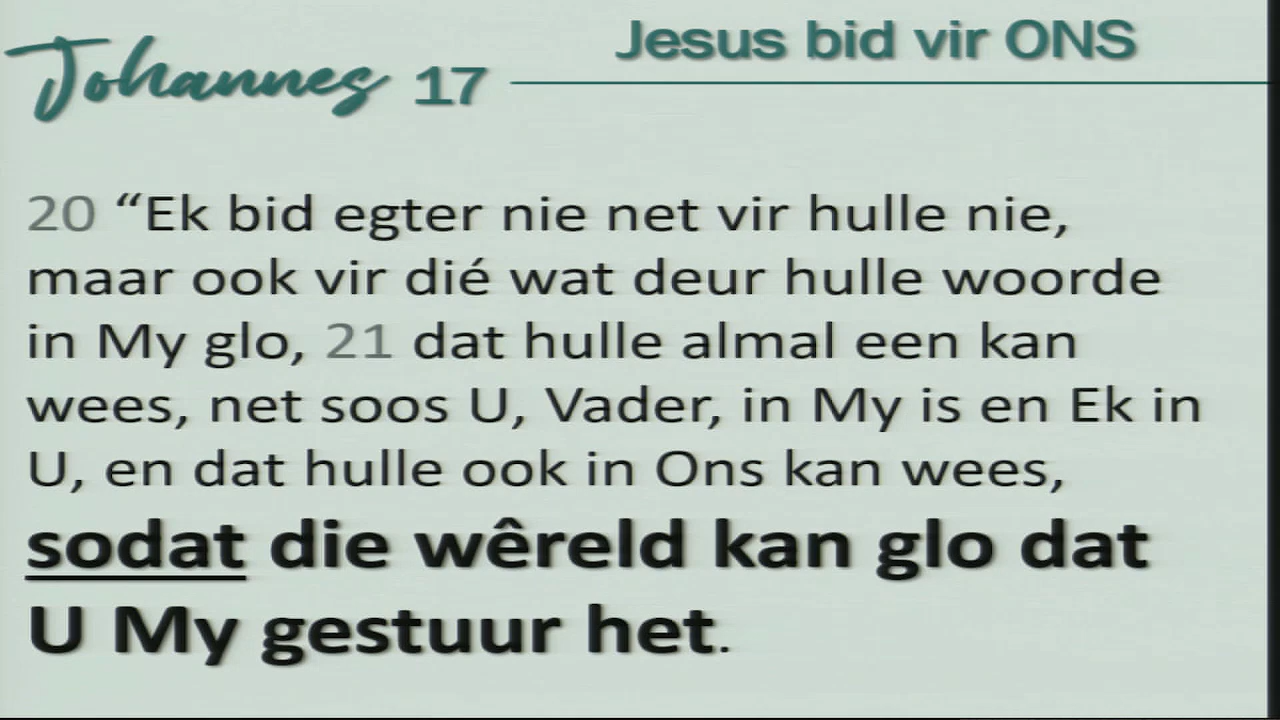 Jesus bid vir ONS
Johannes 17
20 “Ek bid egter nie net vir hulle nie,
maar ook vir dié wat deur hulle woorde
in My glo, 21 dat hulle almal een kan
wees, net soos U, Vader, in My is en Ek in
U, en dat hulle ook in Ons kan wees,
sodat die wêreld kan glo dat
U My gestuur het.